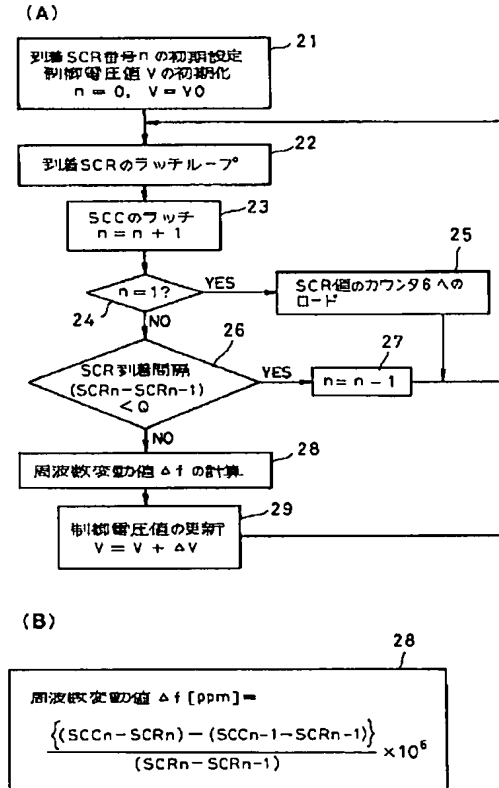 (A)
21
到着SCR番号nの初期設定
制御電圧値Vの初期化
n = 0, V = V0
22
到着SCRのラッチループ
23
SCCのラッチ
n = n + 1
24
n = 1?
YES
NO
25
SCR値のカウンタ6への
ロード
26
SCR到着間隔
(SCRn-SCRn-1)
< Q
YES
NO
27
n = n - 1
28
周波数変動値Δfの計算
29
制御電圧値の更新
V = V + ΔV
(B)
28
周波数変動値 Δf [ppm] =
{(SCCn-SCRn) - (SCCn-1-SCRn-1)}
(SCRn-SCRn-1)
×10⁶